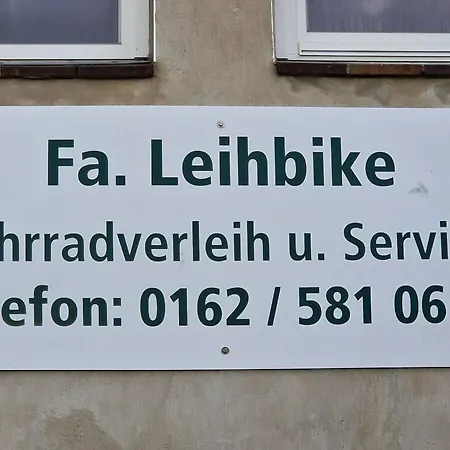 Fa. Leihbike
hrradverleih u. Servi
efon: 0162 / 581 06